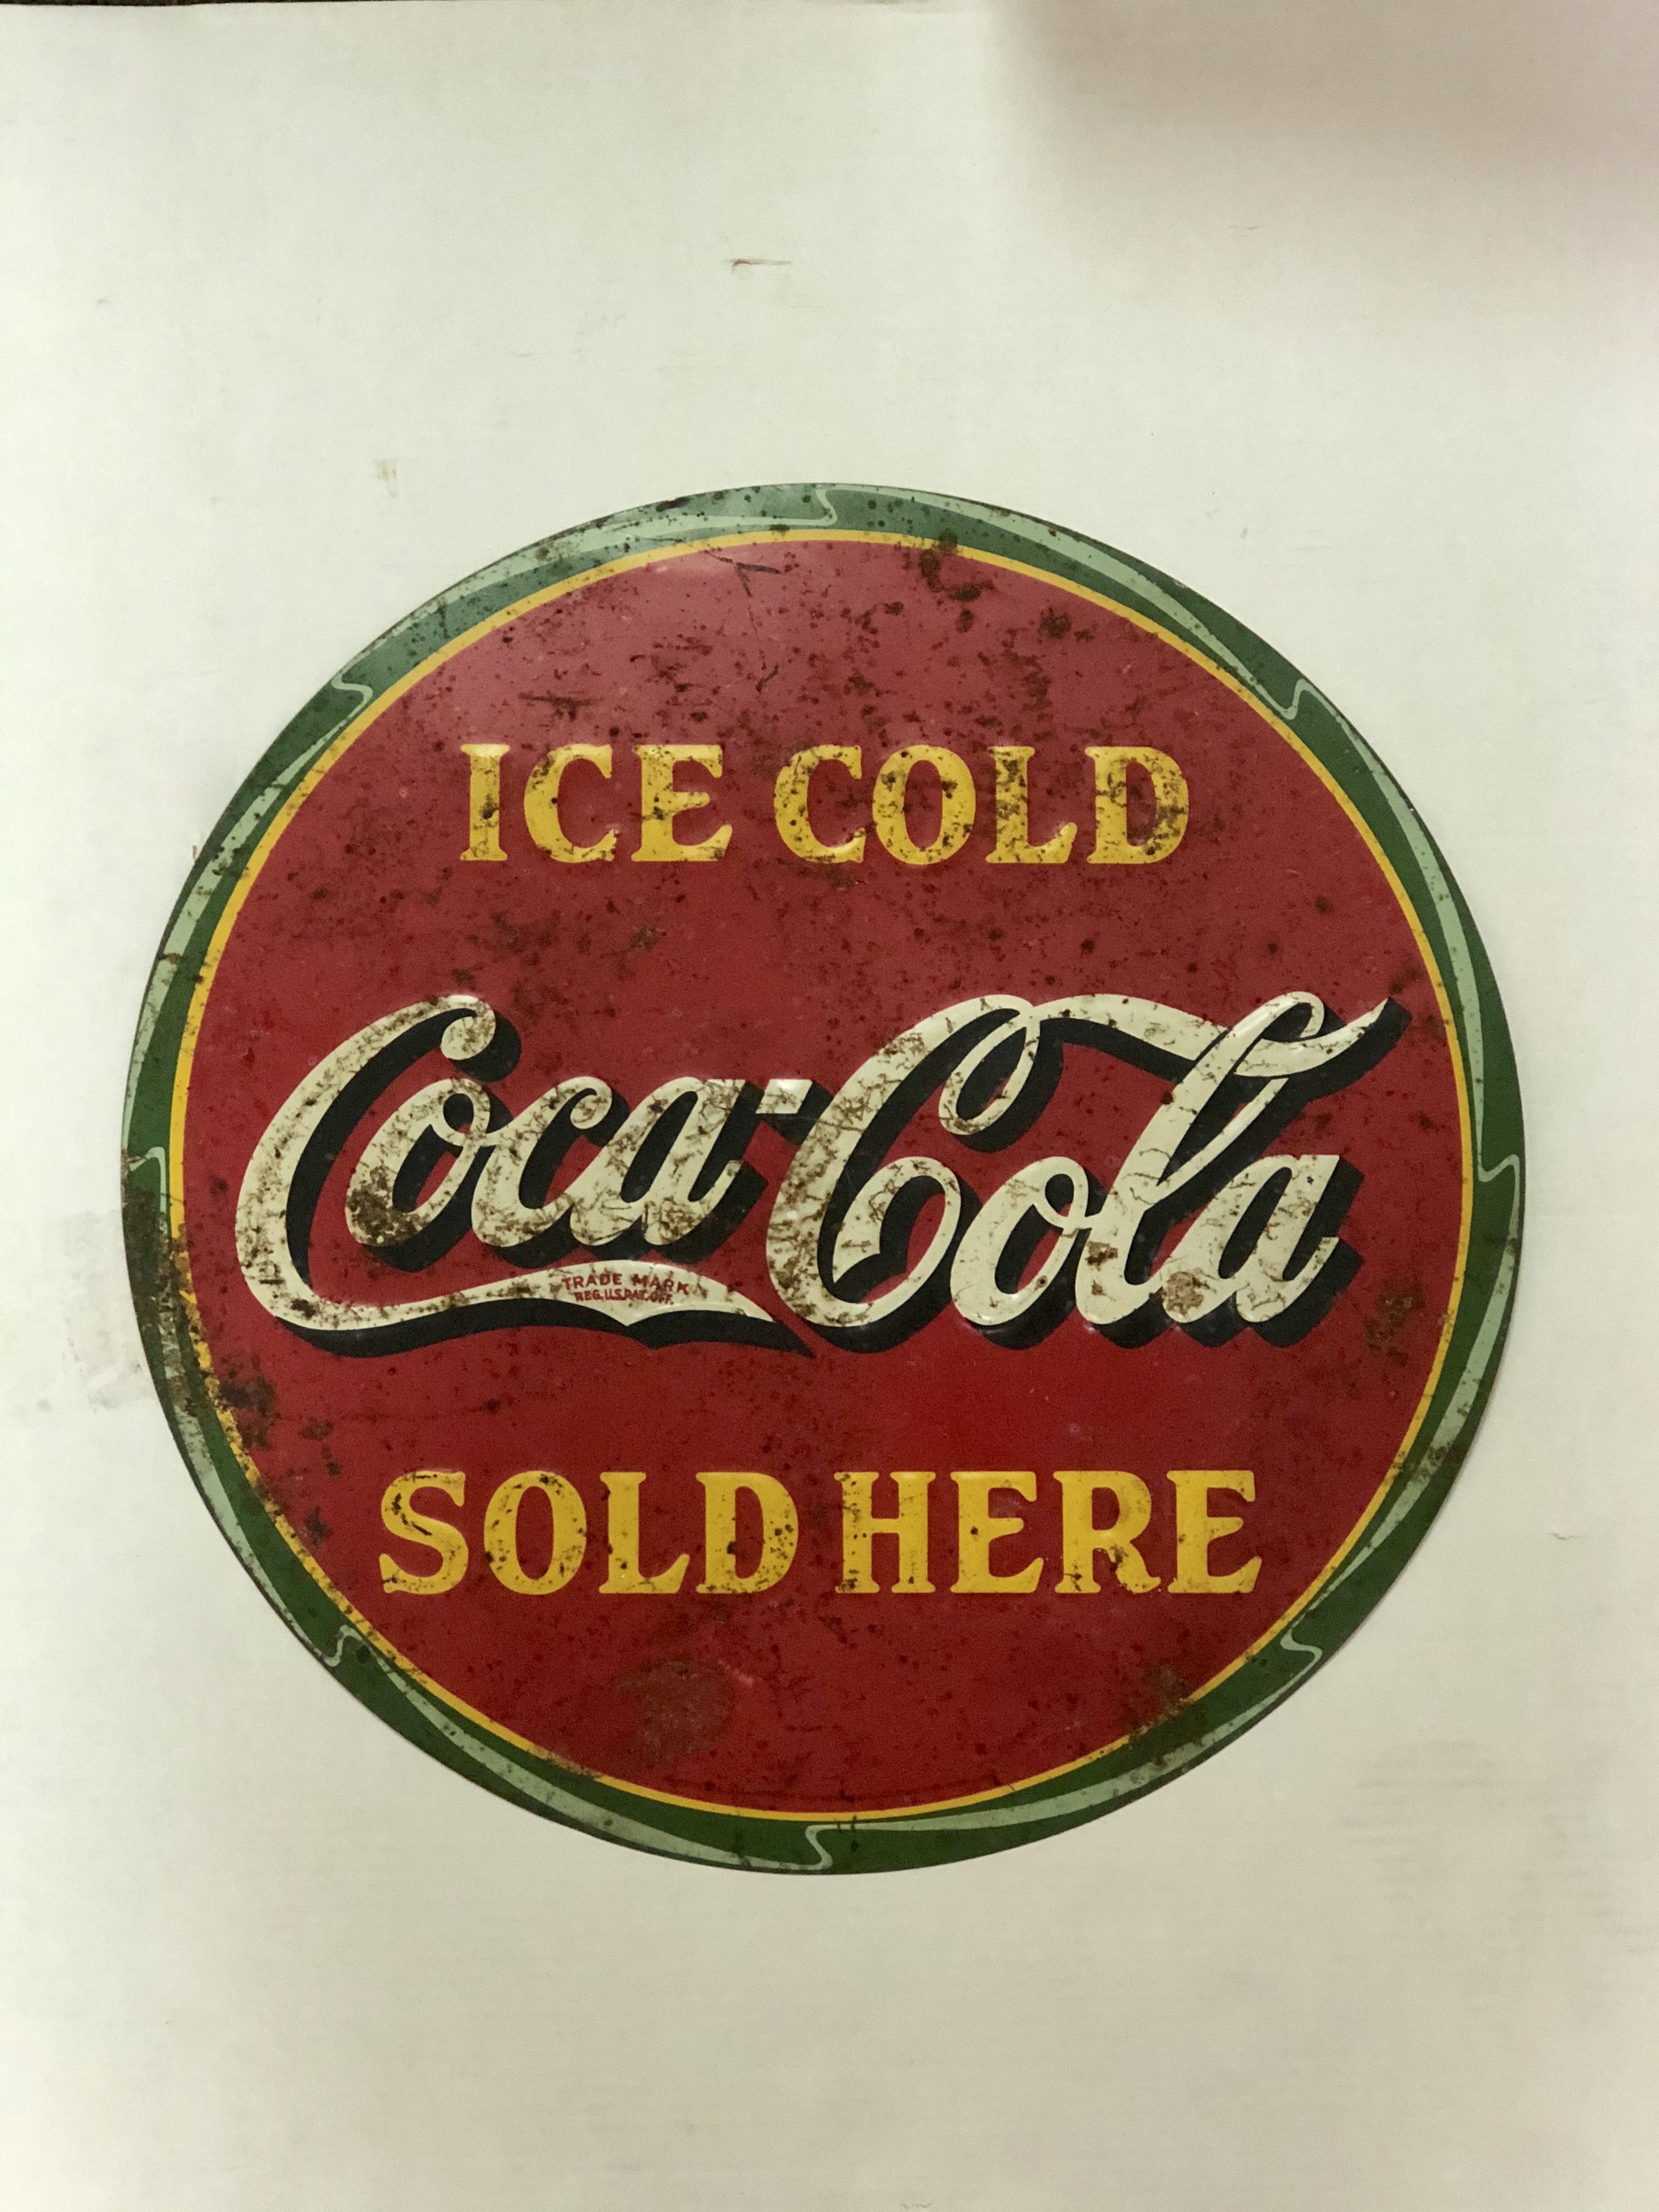 ICE COLD
Coca-Cola
TRADE MARK
REG.U.S.PAT.OFF.
SOLD HERE